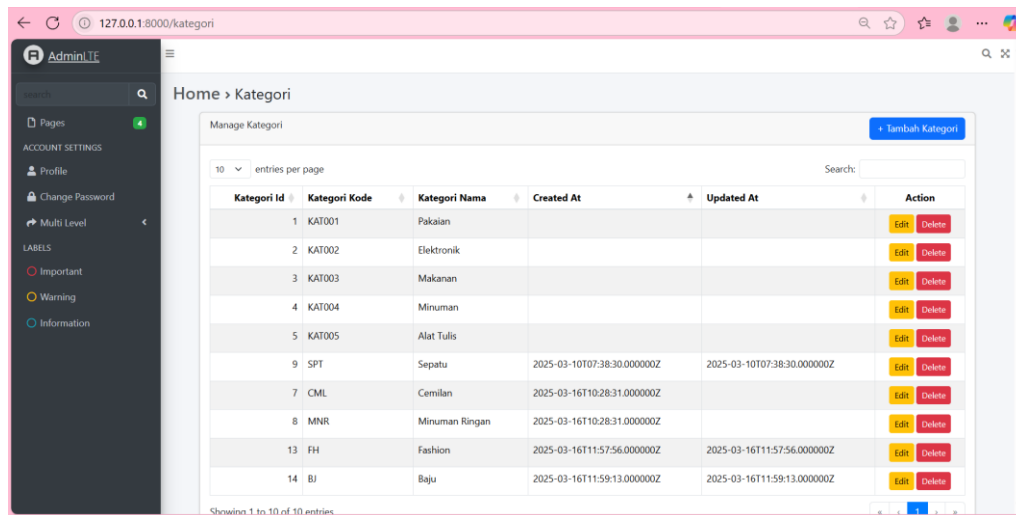 127.0.0.1:8000/kategori
AdminLTE
search
Pages 4
ACCOUNT SETTINGS
Profile
Change Password
Multi Level
LABELS
Important
Warning
Information
Home › Kategori
Manage Kategori
+ Tambah Kategori
10 entries per page
Search:
Kategori Id Kategori Kode Kategori Nama Created At Updated At Action
1 KAT001 Pakaian Edit Delete
2 KAT002 Elektronik Edit Delete
3 KAT003 Makanan Edit Delete
4 KAT004 Minuman Edit Delete
5 KAT005 Alat Tulis Edit Delete
9 SPT Sepatu 2025-03-10T07:38:30.000000Z 2025-03-10T07:38:30.000000Z Edit Delete
7 CML Cemilan 2025-03-16T10:28:31.000000Z Edit Delete
8 MNR Minuman Ringan 2025-03-16T10:28:31.000000Z Edit Delete
13 FH Fashion 2025-03-16T11:57:56.000000Z 2025-03-16T11:57:56.000000Z Edit Delete
14 BJ Baju 2025-03-16T11:59:13.000000Z 2025-03-16T11:59:13.000000Z Edit Delete
Showing 1 to 10 of 10 entries
« ‹ 1 › »